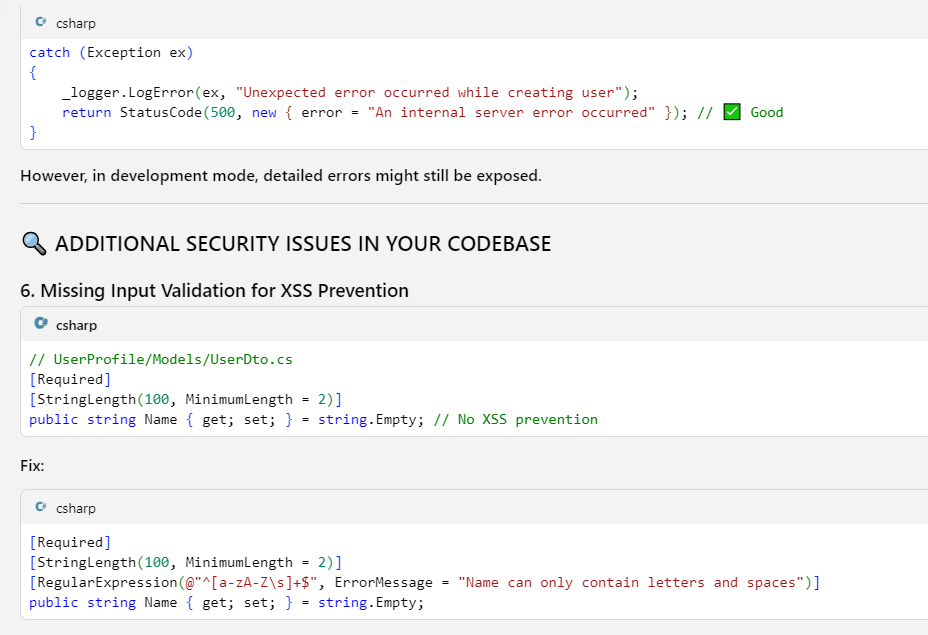 csharp
catch (Exception ex)
{
    _logger.LogError(ex, "Unexpected error occurred while creating user");
    return StatusCode(500, new { error = "An internal server error occurred" }); // ✅ Good
}
However, in development mode, detailed errors might still be exposed.
🔍 ADDITIONAL SECURITY ISSUES IN YOUR CODEBASE
6. Missing Input Validation for XSS Prevention
csharp
// UserProfile/Models/UserDto.cs
[Required]
[StringLength(100, MinimumLength = 2)]
public string Name { get; set; } = string.Empty; // No XSS prevention
Fix:
csharp
[Required]
[StringLength(100, MinimumLength = 2)]
[RegularExpression(@"^[a-zA-Z\s]+$", ErrorMessage = "Name can only contain letters and spaces")]
public string Name { get; set; } = string.Empty;